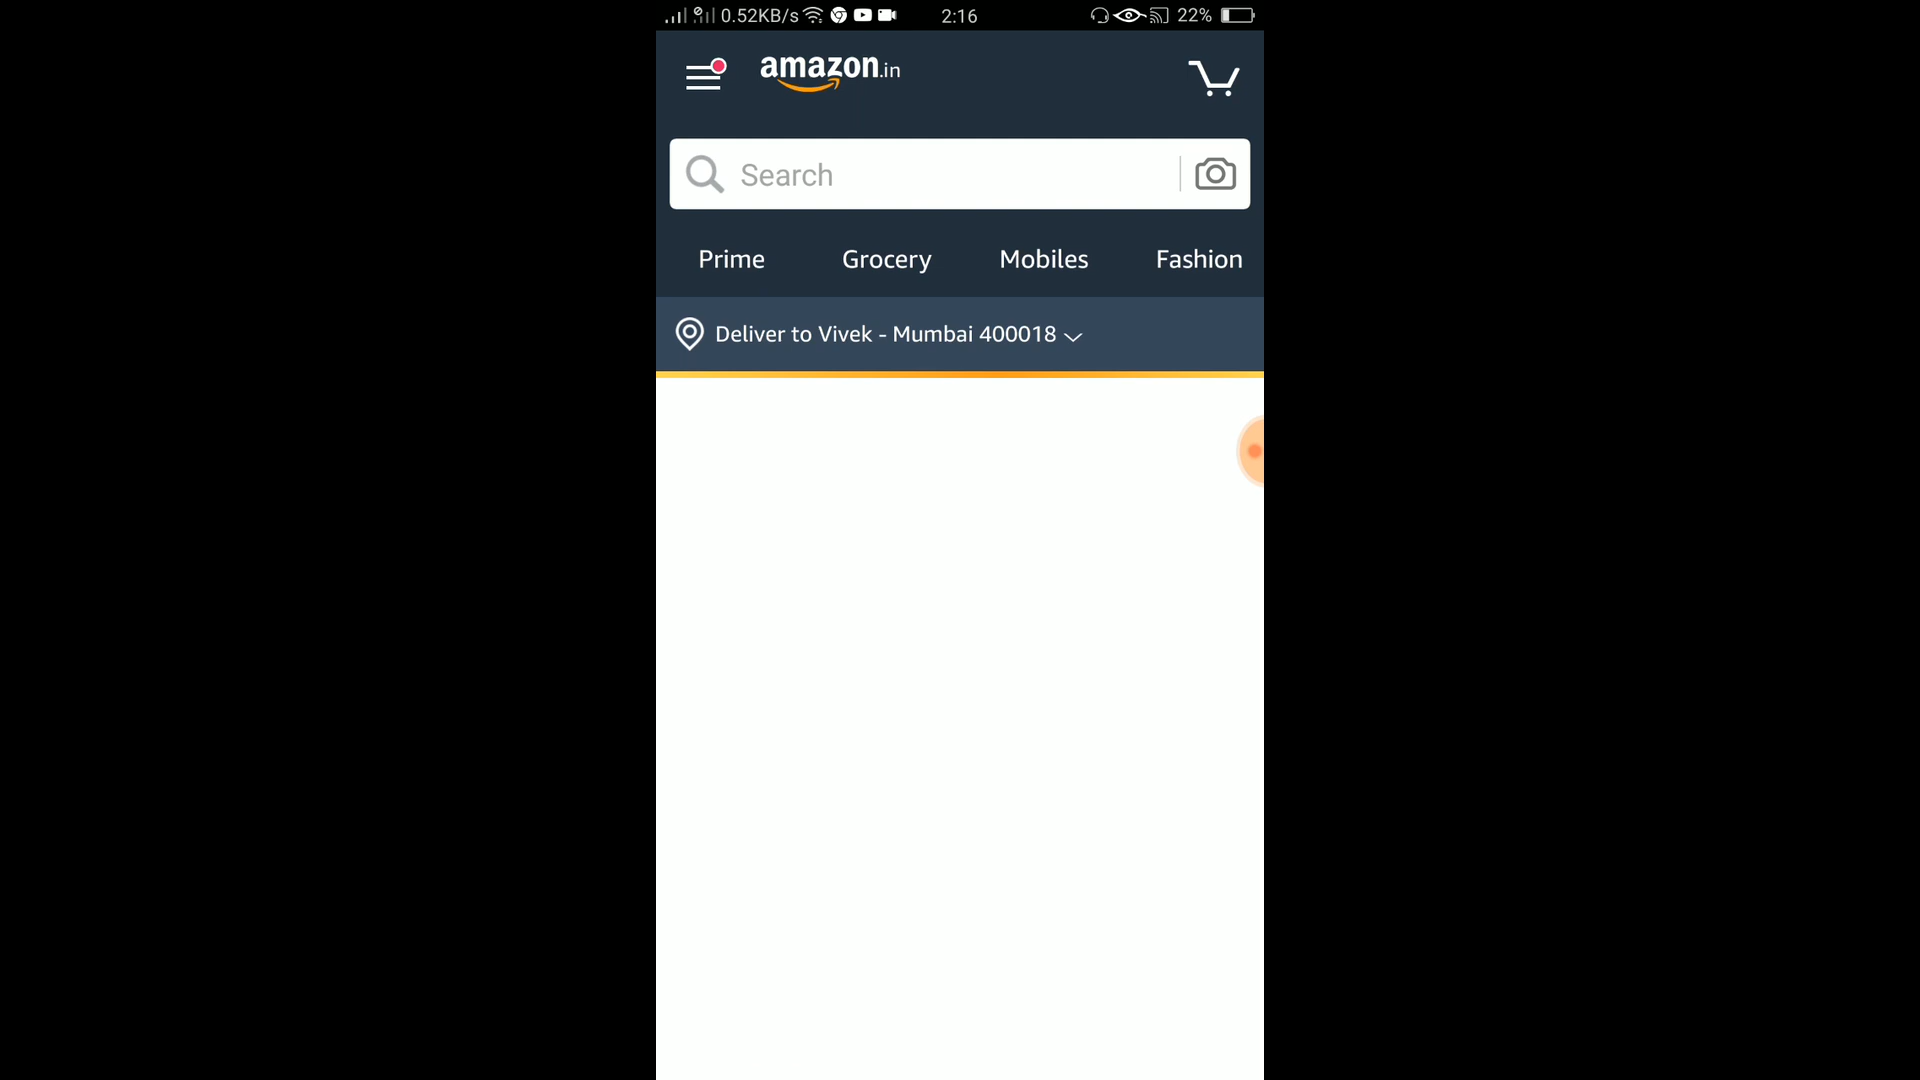 0.52KB/s 2:16 22%
amazon.in
Search
Prime Grocery Mobiles Fashion
Deliver to Vivek - Mumbai 400018